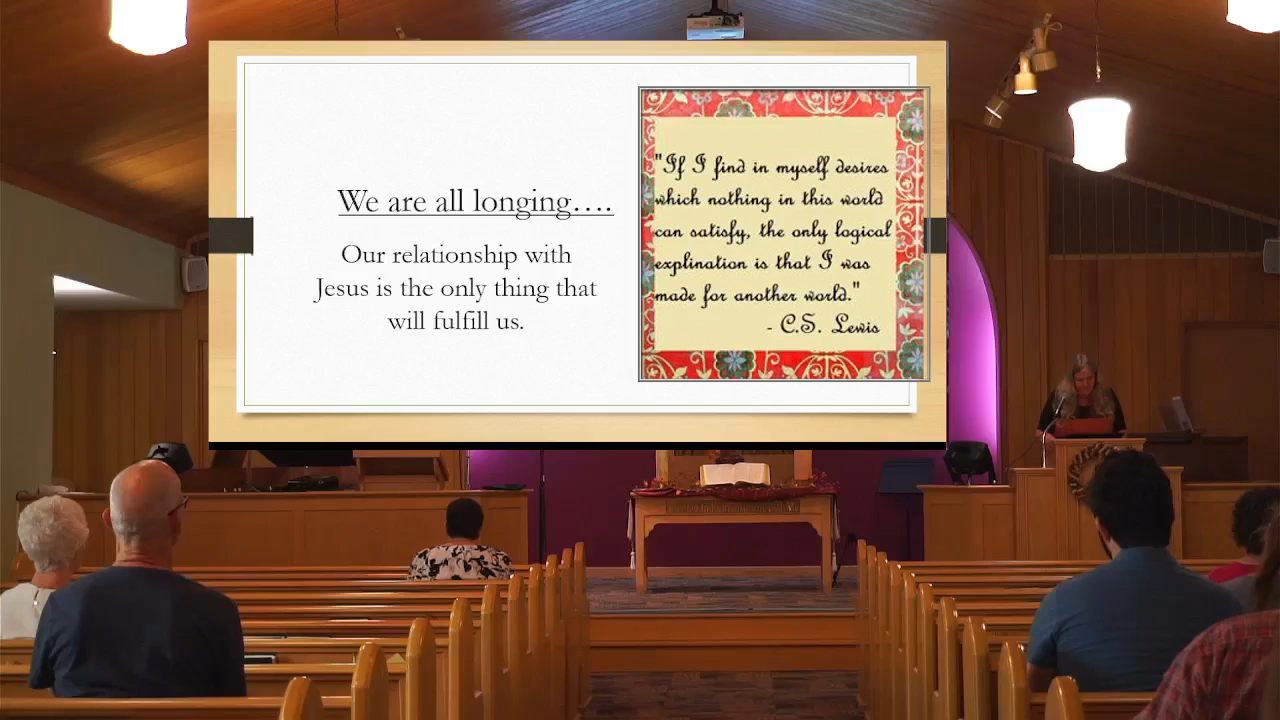 We are all longing….
Our relationship with
Jesus is the only thing that
will fulfill us.
"If I find in myself desires
which nothing in this world
can satisfy, the only logical
explination is that I was
made for another world."
- C.S. Lewis